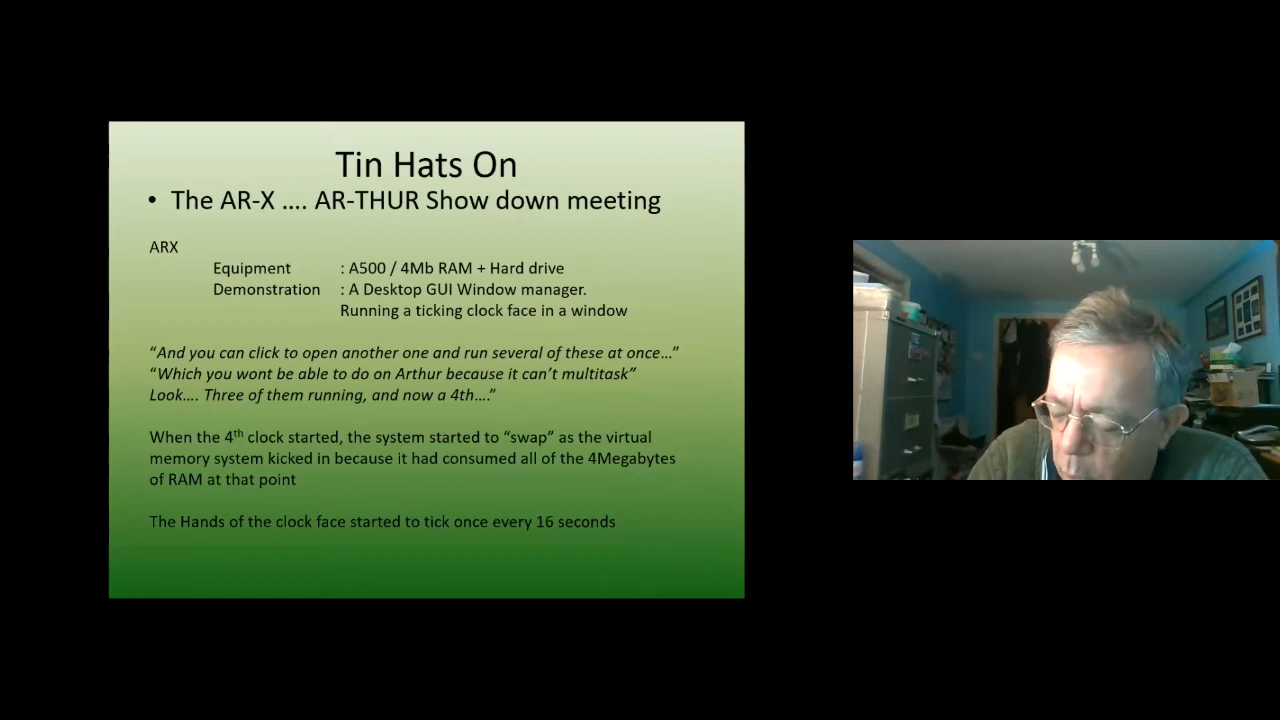 Tin Hats On
• The AR-X .... AR-THUR Show down meeting
ARX
Equipment : A500 / 4Mb RAM + Hard drive
Demonstration : A Desktop GUI Window manager.
Running a ticking clock face in a window
“And you can click to open another one and run several of these at once…”
“Which you wont be able to do on Arthur because it can’t multitask”
Look…. Three of them running, and now a 4th….”
When the 4th clock started, the system started to “swap” as the virtual
memory system kicked in because it had consumed all of the 4Megabytes
of RAM at that point
The Hands of the clock face started to tick once every 16 seconds